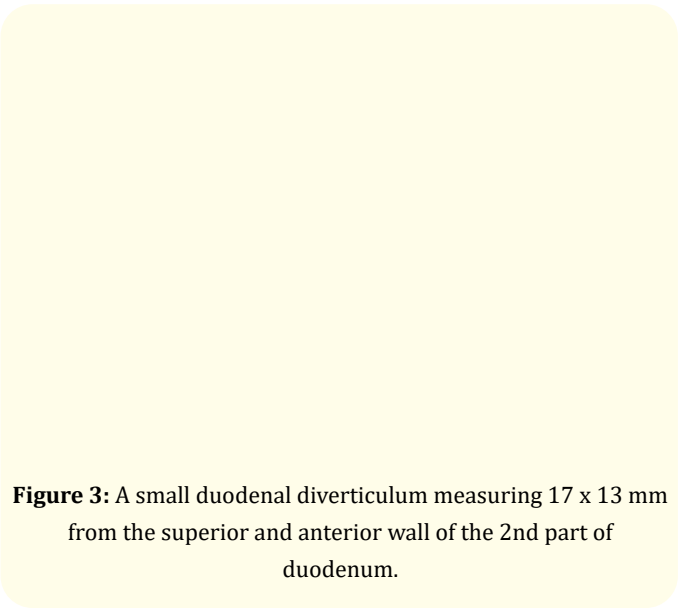 Figure 3: A small duodenal diverticulum measuring 17 x 13 mm
from the superior and anterior wall of the 2nd part of
duodenum.